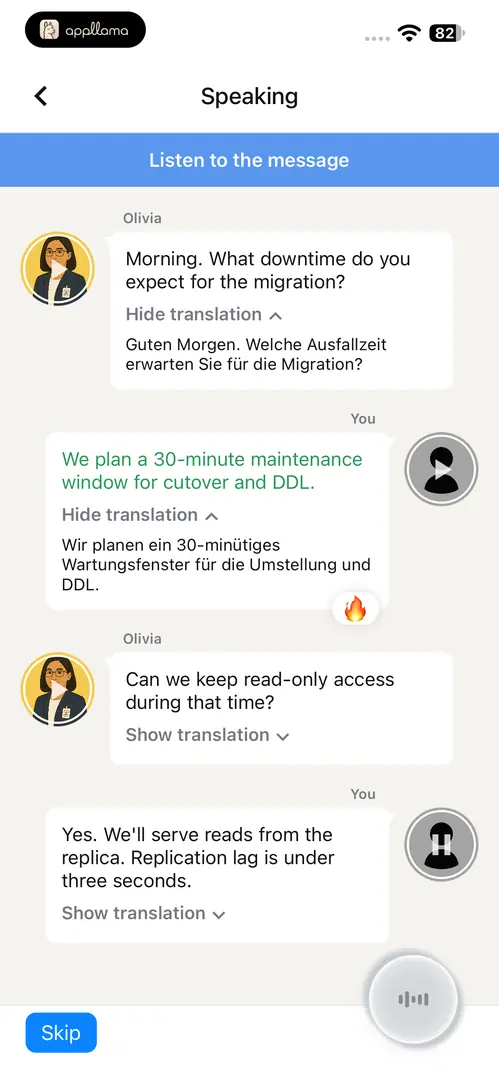 appllama
82
Speaking
Listen to the message
Olivia
Morning. What downtime do you
expect for the migration?
Hide translation
Guten Morgen. Welche Ausfallzeit
erwarten Sie für die Migration?
You
We plan a 30-minute maintenance
window for cutover and DDL.
Hide translation
Wir planen ein 30-minütiges
Wartungsfenster für die Umstellung und
DDL.
Olivia
Can we keep read-only access
during that time?
Show translation
You
Yes. We'll serve reads from the
replica. Replication lag is under
three seconds.
Show translation
Skip